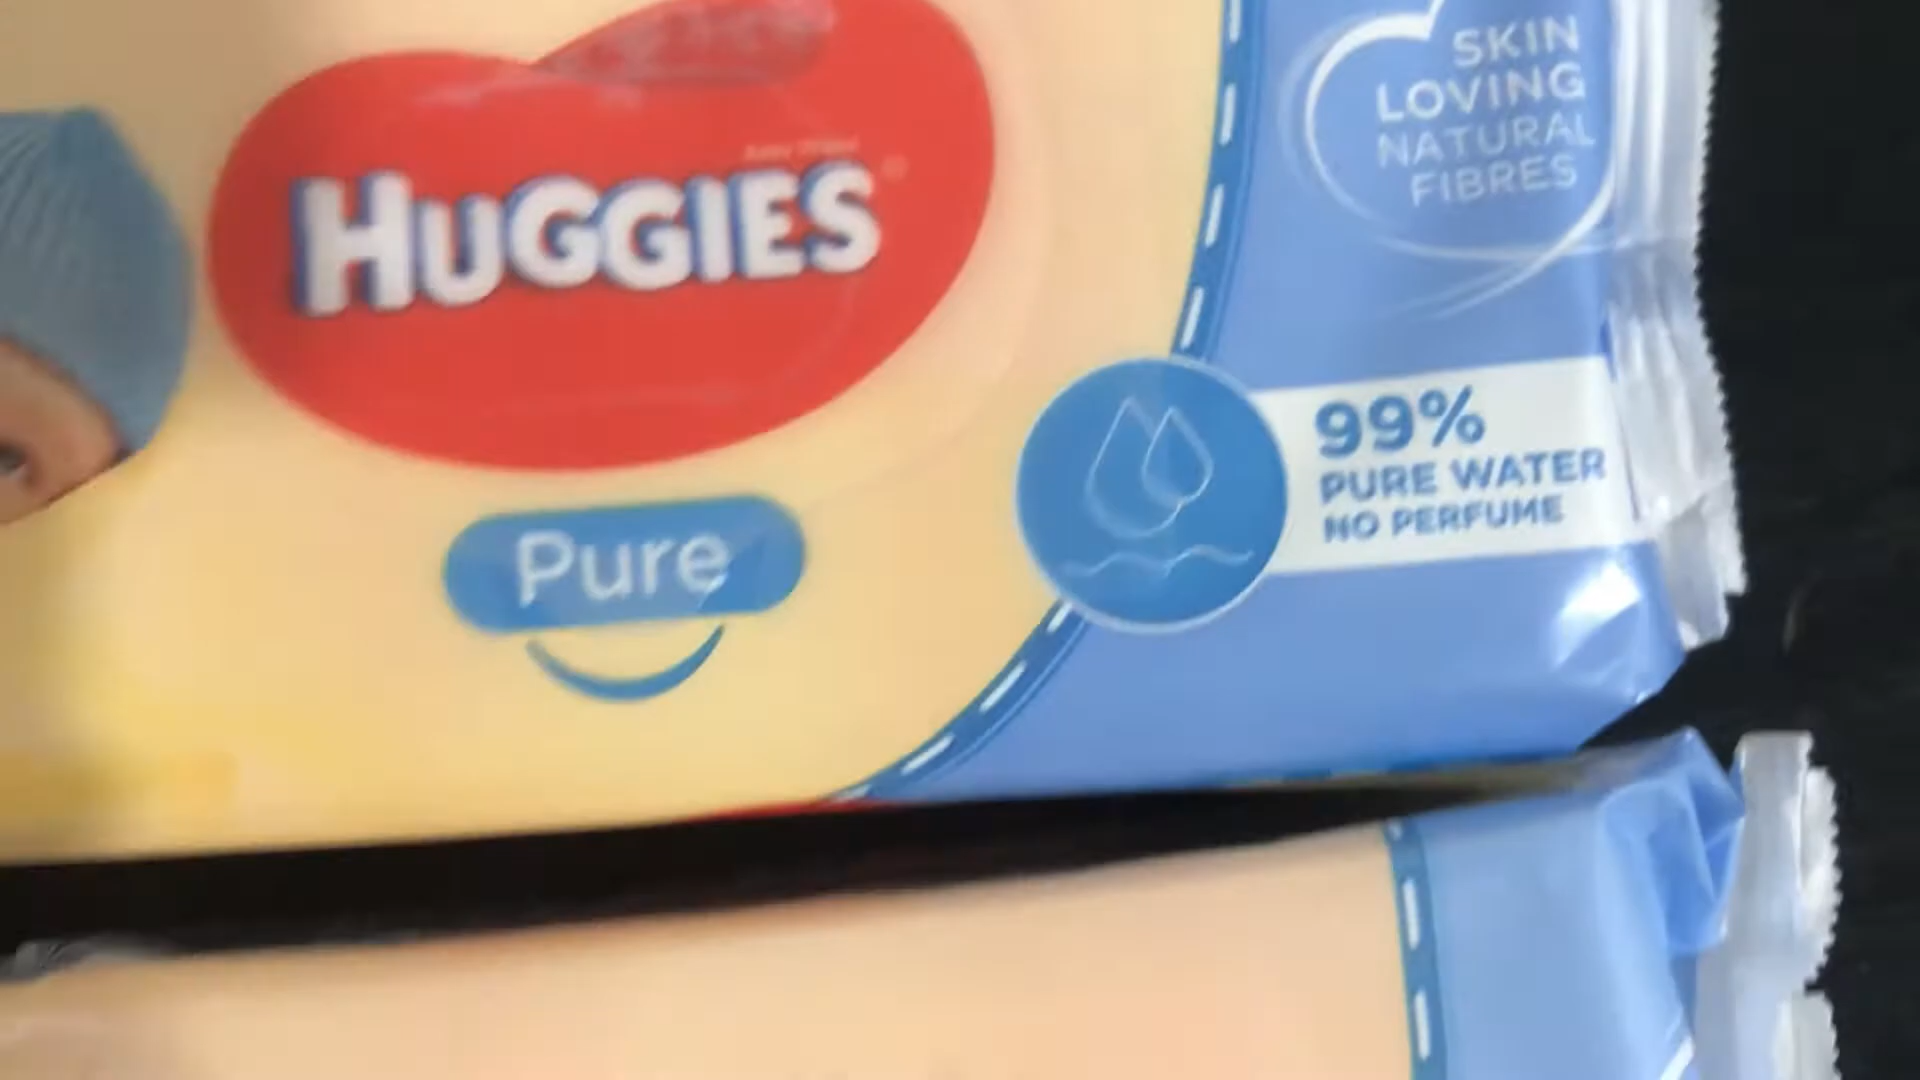 SKIN
LOVING
NATURAL
FIBRES
HUGGIES
99%
PURE WATER
NO PERFUME
Pure